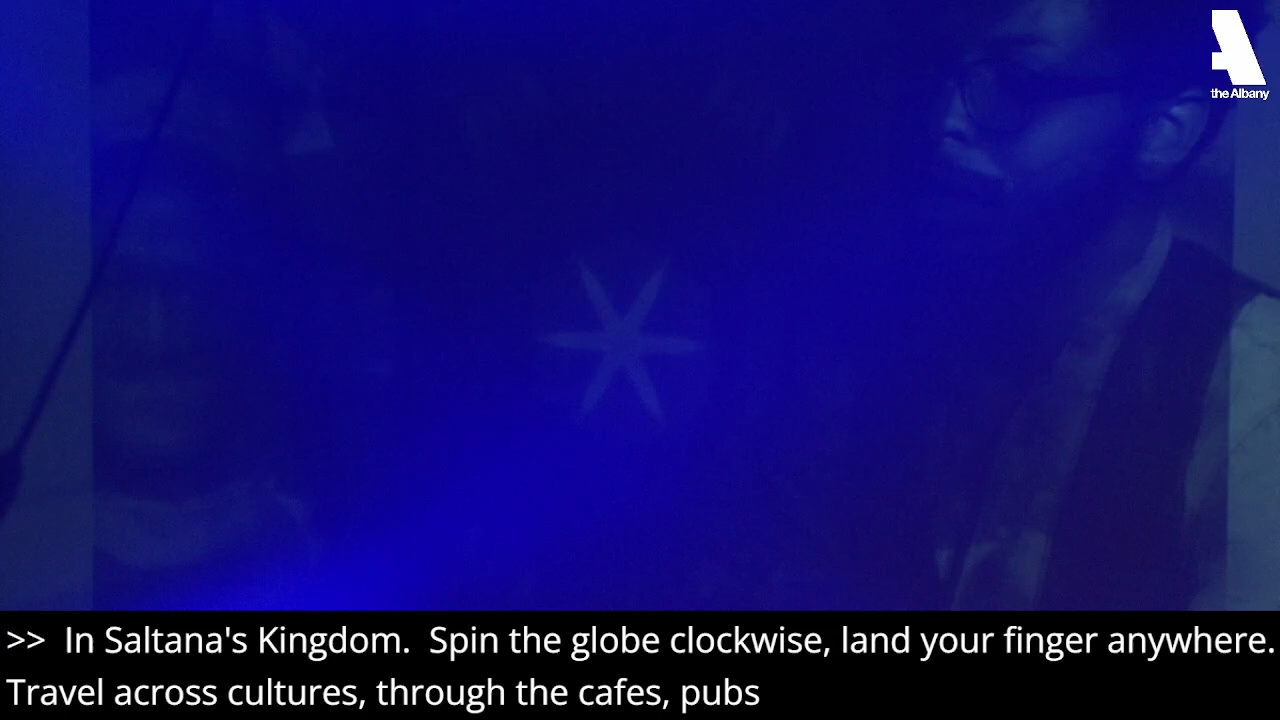 the Albany
>> In Saltana's Kingdom. Spin the globe clockwise, land your finger anywhere.
Travel across cultures, through the cafes, pubs